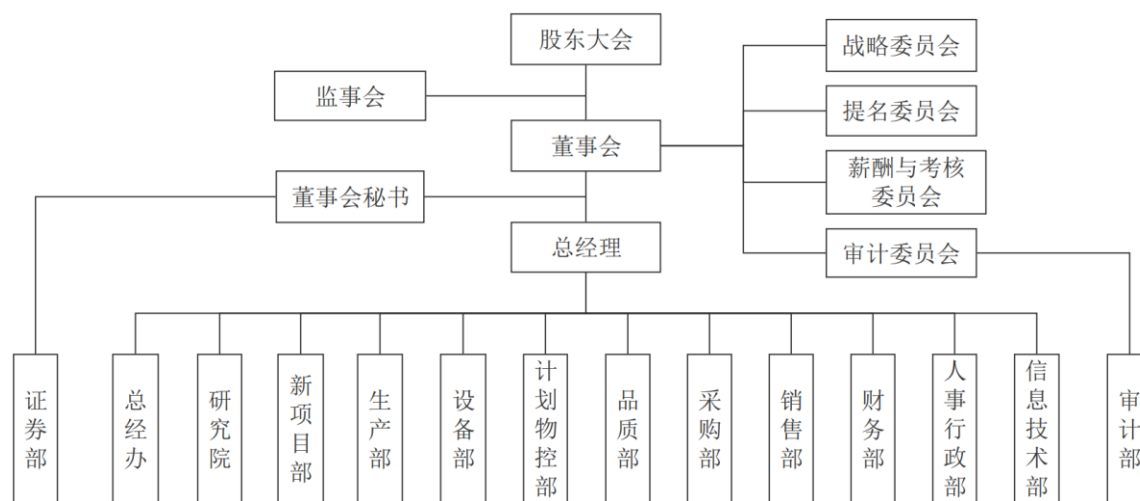 股东大会
战略委员会
监事会
提名委员会
董事会
薪酬与考核
委员会
董事会秘书
总经理
审计委员会
证券部
总经办
研究院
新项目部
生产部
设备部
计划物控部
品质部
采购部
销售部
财务部
人事行政部
信息技术部
审计部